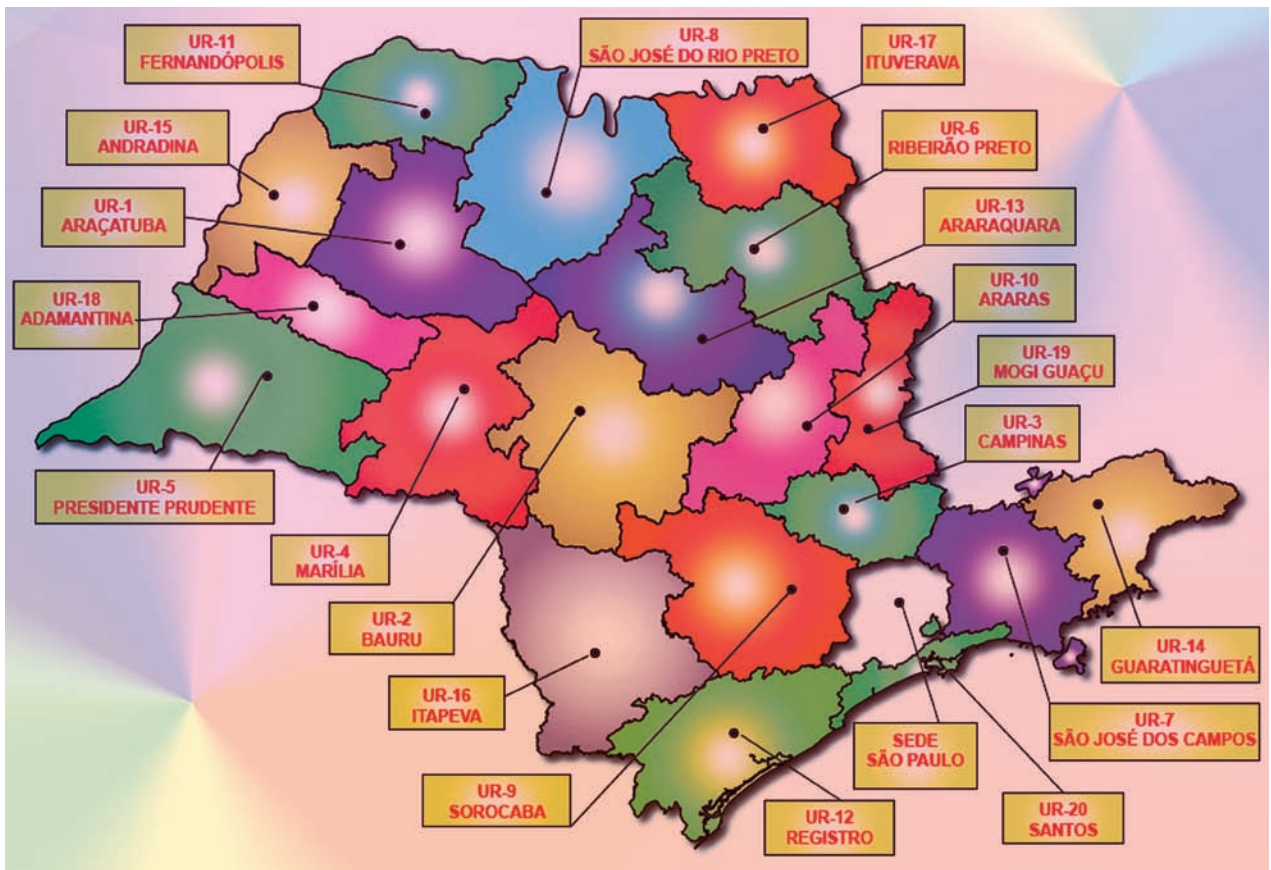 UR-11
FERNANDÓPOLIS
UR-8
SÃO JOSÉ DO RIO PRETO
UR-17
ITUVERAVA
UR-15
ANDRADINA
UR-6
RIBEIRÃO PRETO
UR-1
ARAÇATUBA
UR-13
ARARAQUARA
UR-18
ADAMANTINA
UR-10
ARARAS
UR-19
MOGI GUAÇU
UR-3
CAMPINAS
UR-5
PRESIDENTE PRUDENTE
UR-4
MARÍLIA
UR-2
BAURU
UR-14
GUARATINGUETÁ
UR-16
ITAPEVA
UR-7
SÃO JOSÉ DOS CAMPOS
SEDE
SÃO PAULO
UR-9
SOROCABA
UR-12
REGISTRO
UR-20
SANTOS